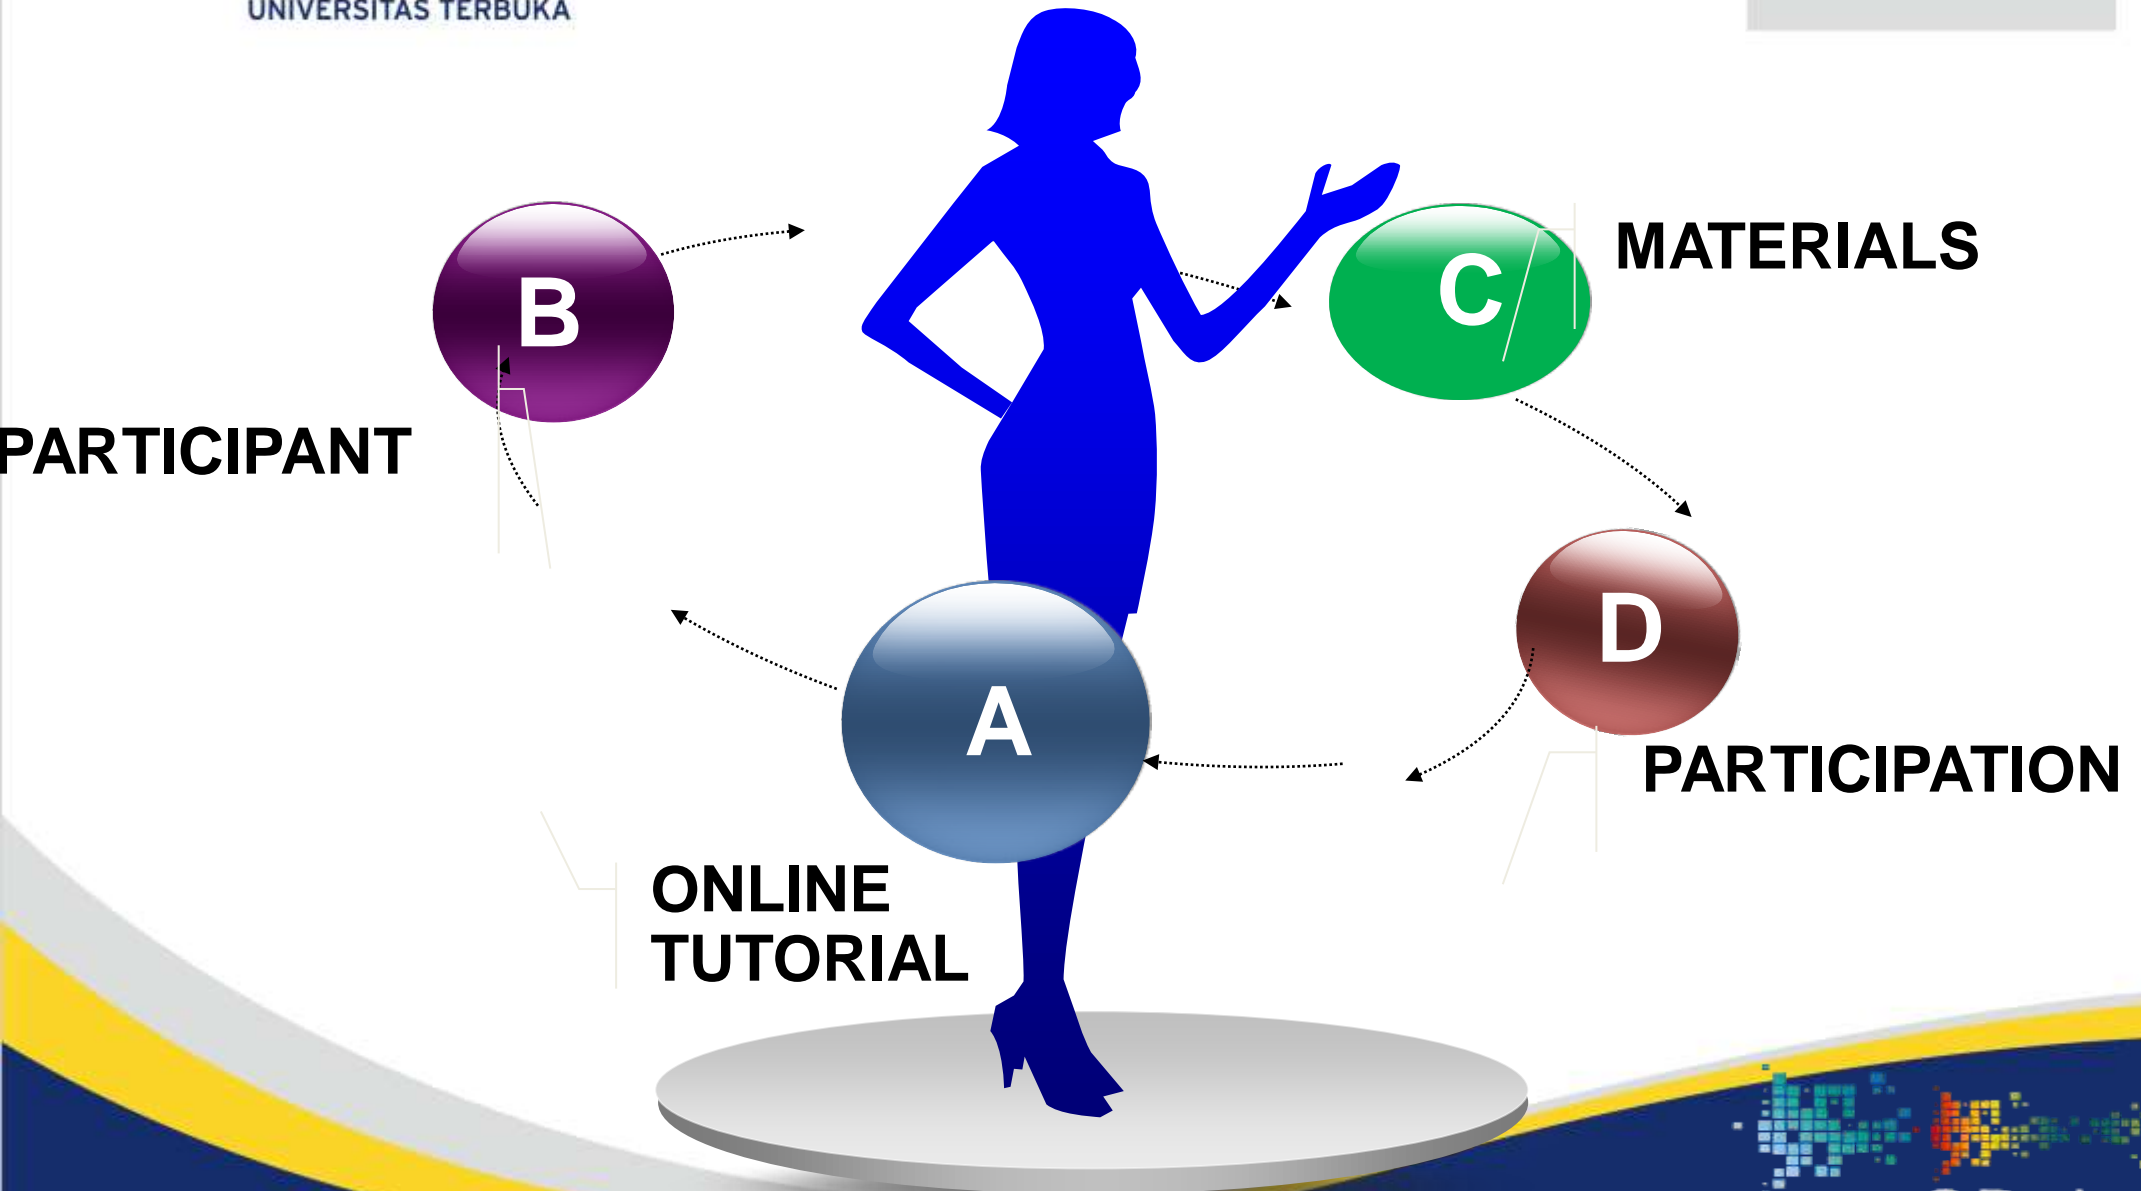 UNIVERSITAS TERBUKA
B
C
MATERIALS
PARTICIPANT
D
A
PARTICIPATION
ONLINE
TUTORIAL